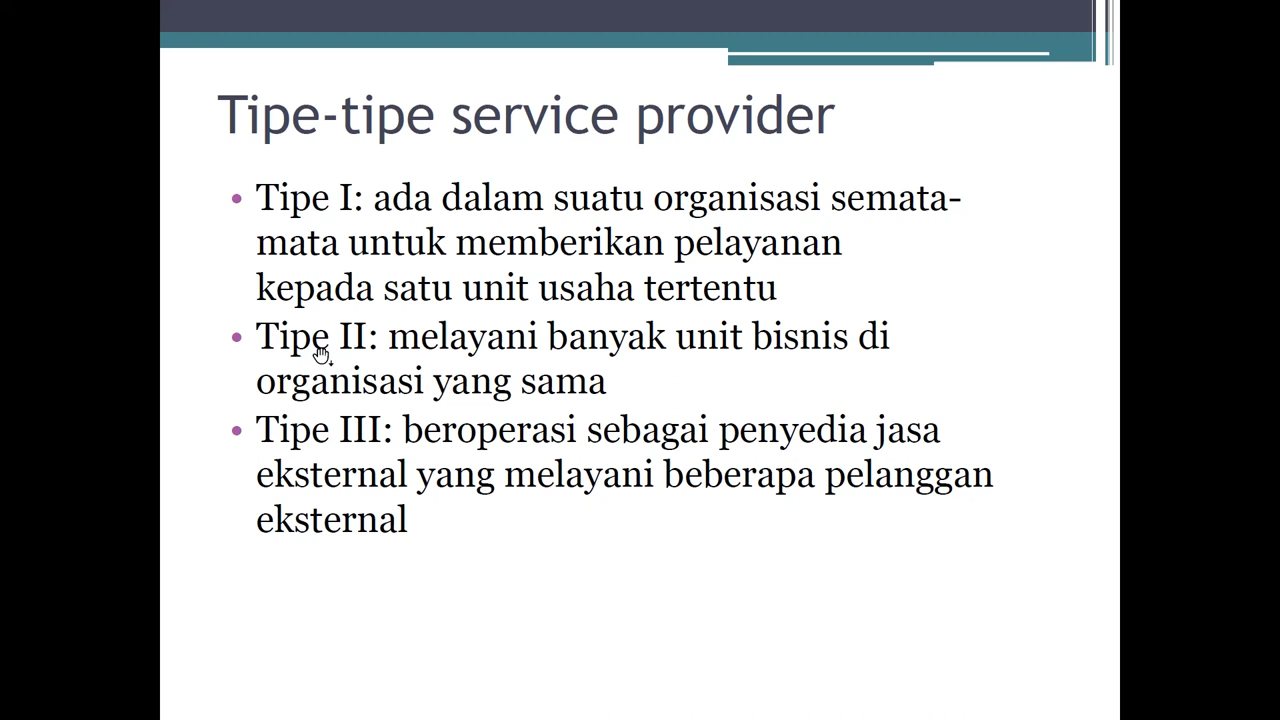 Tipe-tipe service provider
• Tipe I: ada dalam suatu organisasi semata-
mata untuk memberikan pelayanan
kepada satu unit usaha tertentu
• Tipe II: melayani banyak unit bisnis di
organisasi yang sama
• Tipe III: beroperasi sebagai penyedia jasa
eksternal yang melayani beberapa pelanggan
eksternal